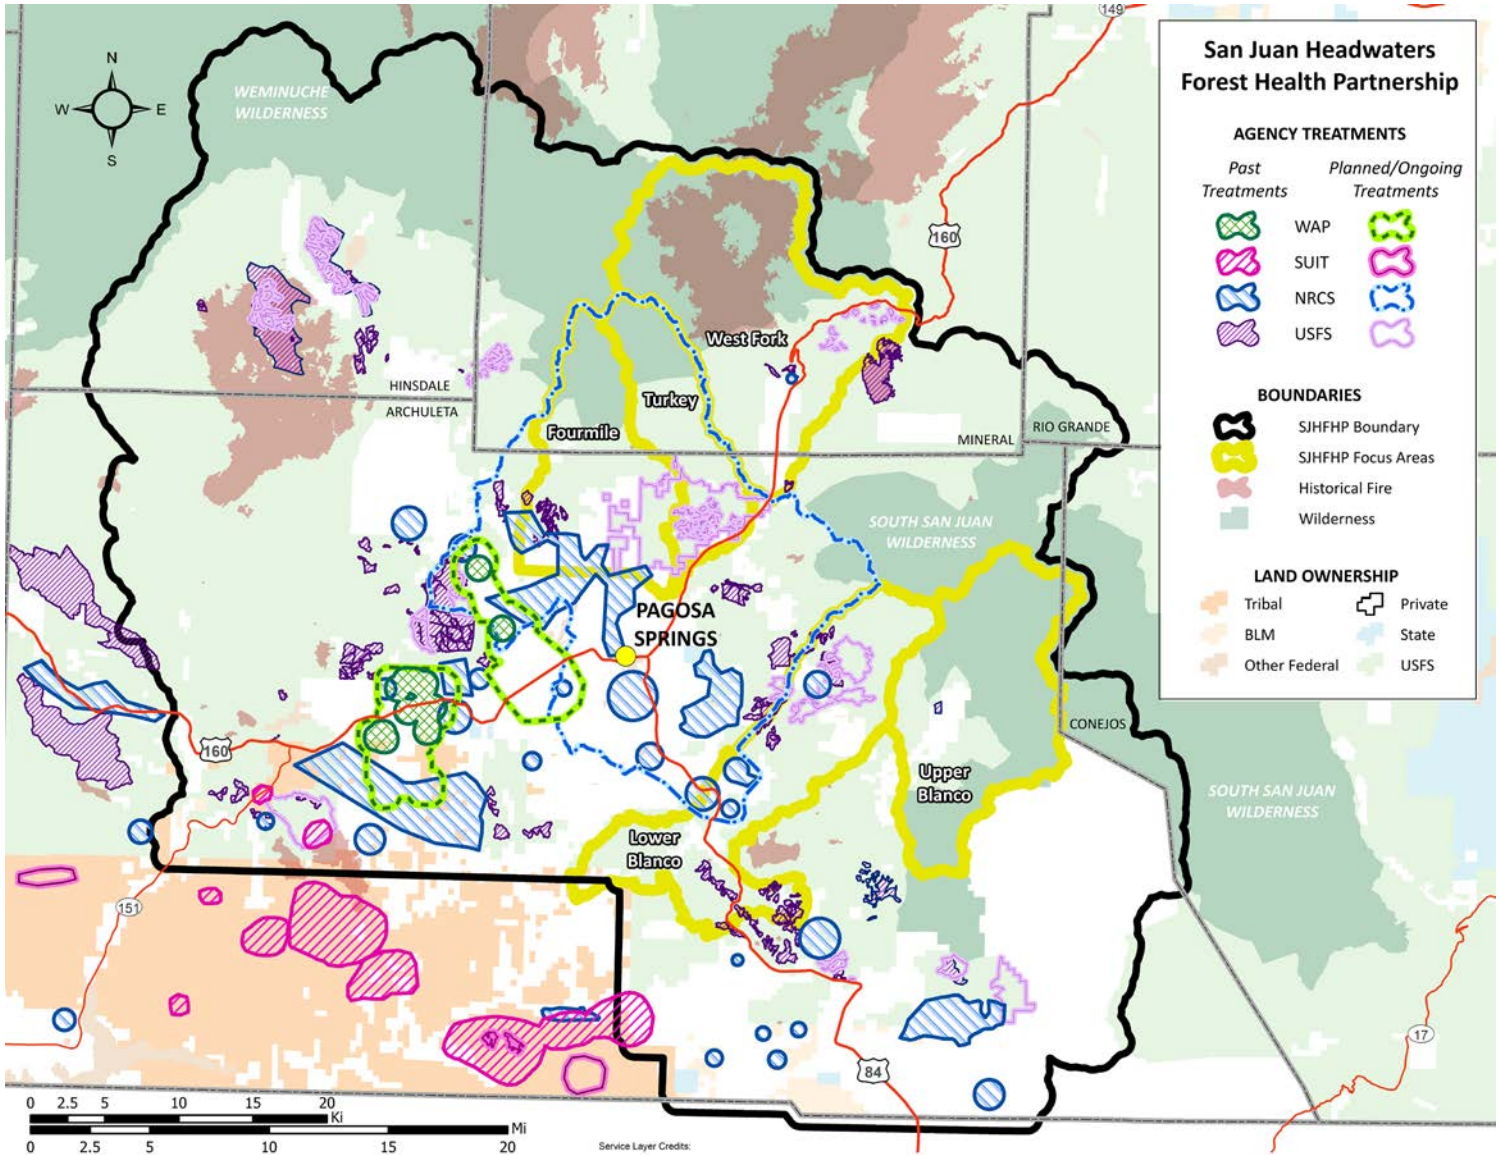 149
San Juan Headwaters
Forest Health Partnership
AGENCY TREATMENTS
Past
Treatments
Planned/Ongoing
Treatments
WAP
SUIT
NRCS
USFS
BOUNDARIES
SJHFHP Boundary
SJHFHP Focus Areas
Historical Fire
Wilderness
LAND OWNERSHIP
Tribal
Private
BLM
State
Other Federal
USFS
N
W
E
S
WEMINUCHE
WILDERNESS
160
West Fork
HINSDALE
ARCHULETA
Turkey
Fourmile
MINERAL
RIO GRANDE
SOUTH SAN JUAN
WILDERNESS
PAGOSA
SPRINGS
CONEJOS
160
Upper
Blanco
SOUTH SAN JUAN
WILDERNESS
Lower
Blanco
151
17
84
0 2.5 5 10 15 20
Ki
Mi
0 2.5 5 10 15 20
Service Layer Credits: